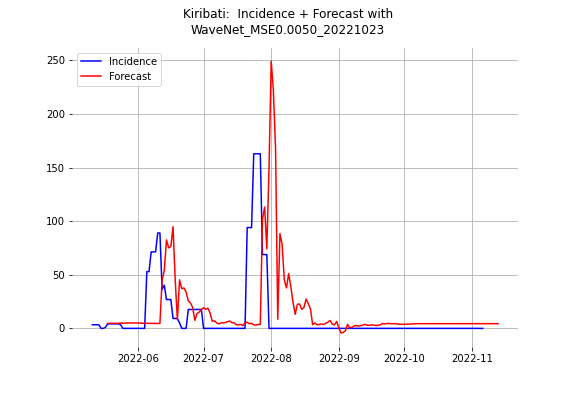 Kiribati:  Incidence + Forecast with
WaveNet_MSE0.0050_20221023
Incidence
Forecast
250
200
150
100
50
0
2022-06 2022-07 2022-08 2022-09 2022-10 2022-11